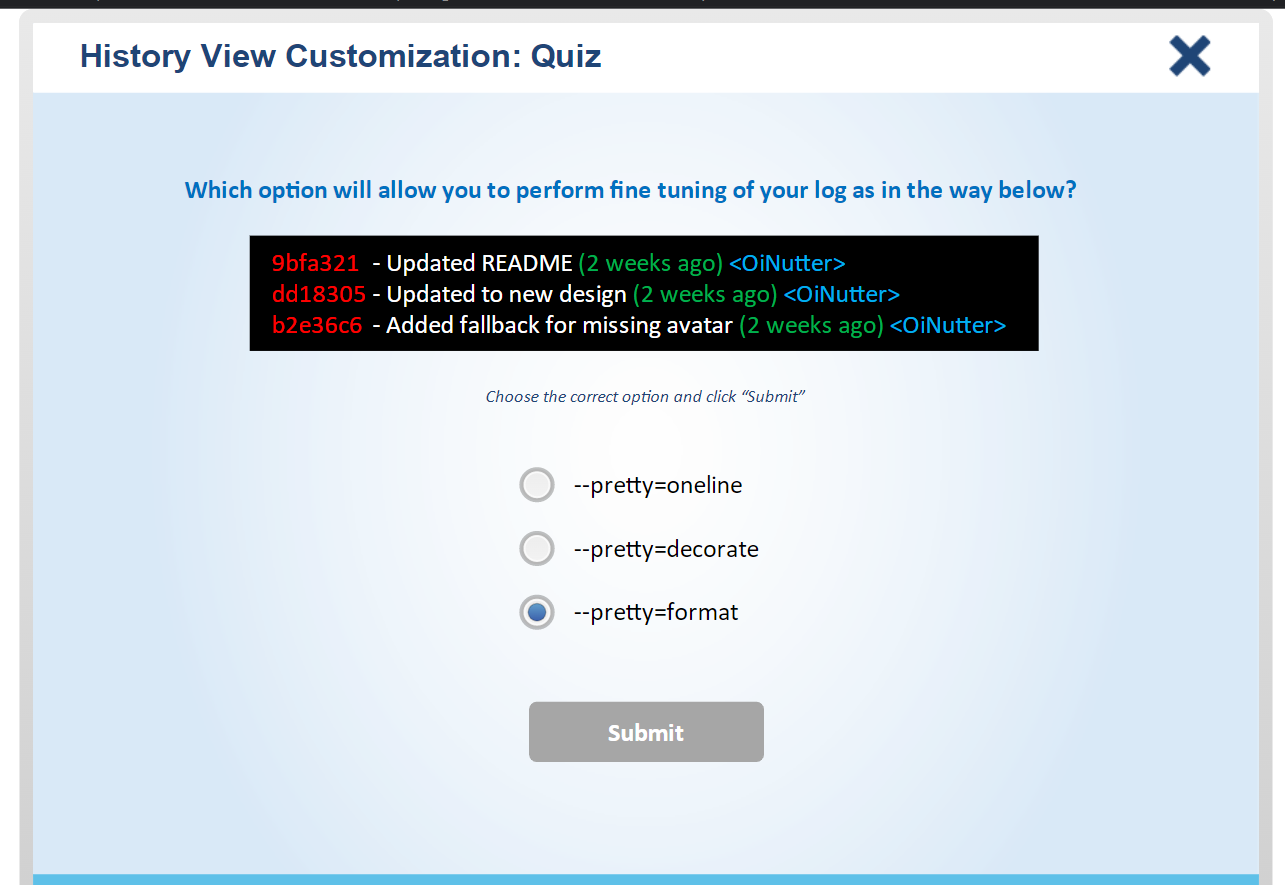 History View Customization: Quiz
Which option will allow you to perform fine tuning of your log as in the way below?
9bfa321 - Updated README (2 weeks ago) <OiNutter>
dd18305 - Updated to new design (2 weeks ago) <OiNutter>
b2e36c6 - Added fallback for missing avatar (2 weeks ago) <OiNutter>
Choose the correct option and click “Submit”
--pretty=oneline
--pretty=decorate
--pretty=format
Submit